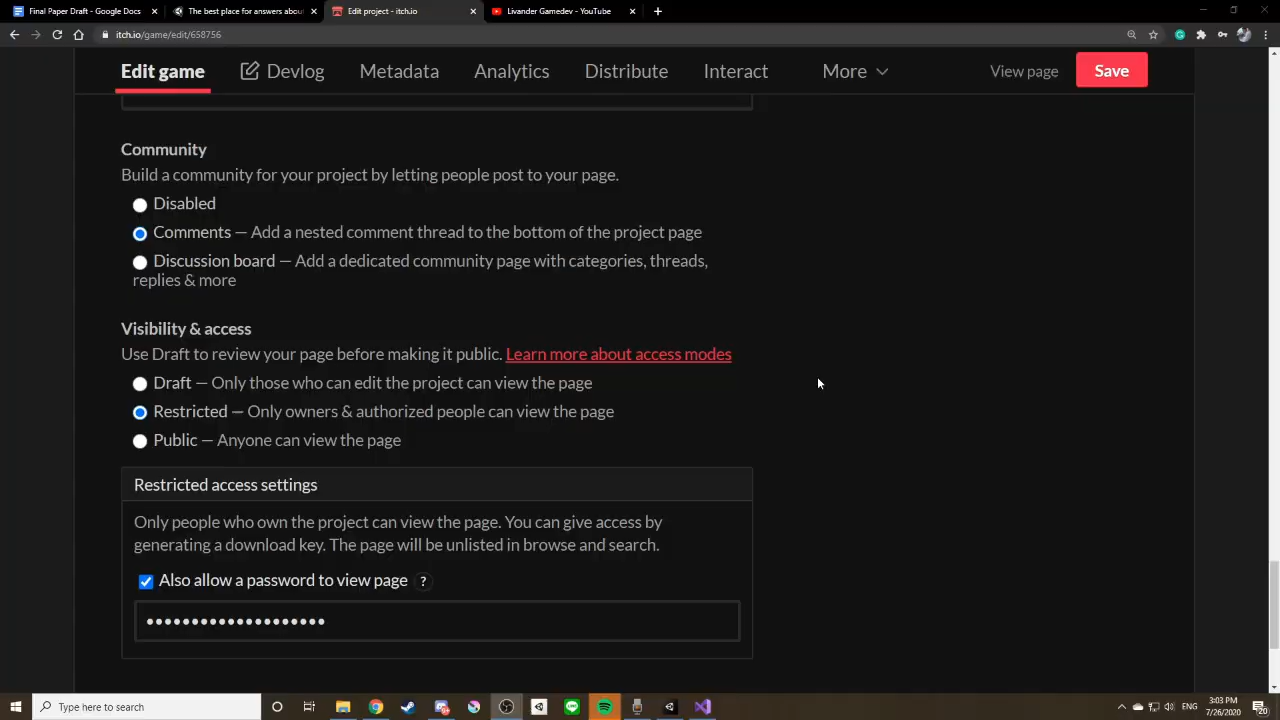 Final Paper Draft - Google Docs
The best place for answers abou
Edit project - itch.io
Livander Gamedev - YouTube
itch.io/game/edit/658756
Edit game
Devlog
Metadata
Analytics
Distribute
Interact
More
View page
Save
Community
Build a community for your project by letting people post to your page.
Disabled
Comments — Add a nested comment thread to the bottom of the project page
Discussion board — Add a dedicated community page with categories, threads,
replies & more
Visibility & access
Use Draft to review your page before making it public. Learn more about access modes
Draft — Only those who can edit the project can view the page
Restricted — Only owners & authorized people can view the page
Public — Anyone can view the page
Restricted access settings
Only people who own the project can view the page. You can give access by
generating a download key. The page will be unlisted in browse and search.
Also allow a password to view page ?
••••••••••••••••••••
Type here to search
ENG
3:03 PM
7/26/2020
20